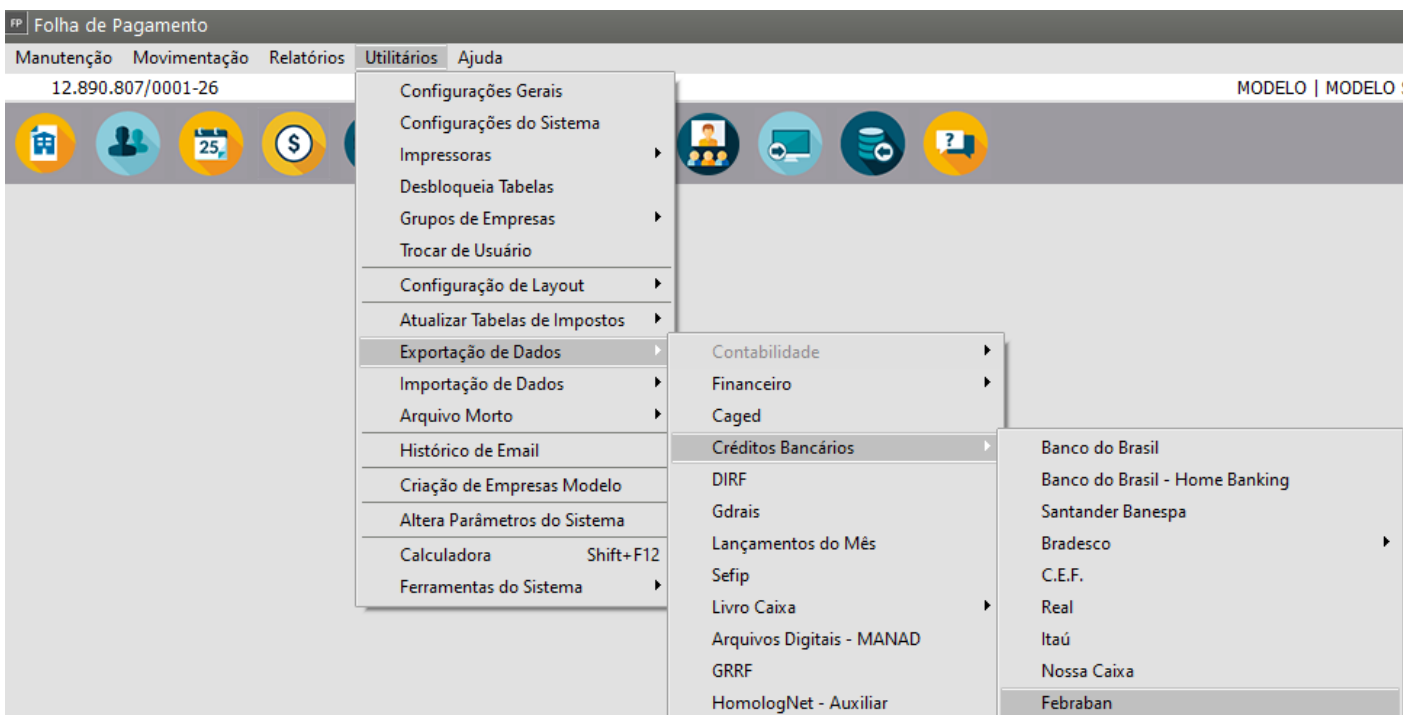 FP Folha de Pagamento
Manutenção Movimentação Relatórios Utilitários Ajuda
12.890.807/0001-26 MODELO | MODELO
25
$
?
Configurações Gerais
Configurações do Sistema
Impressoras
Desbloqueia Tabelas
Grupos de Empresas
Trocar de Usuário
Configuração de Layout
Atualizar Tabelas de Impostos
Exportação de Dados
Importação de Dados
Arquivo Morto
Histórico de Email
Criação de Empresas Modelo
Altera Parâmetros do Sistema
Calculadora Shift+F12
Ferramentas do Sistema
Contabilidade
Financeiro
Caged
Créditos Bancários
DIRF
Gdrais
Lançamentos do Mês
Sefip
Livro Caixa
Arquivos Digitais - MANAD
GRRF
HomologNet - Auxiliar
Banco do Brasil
Banco do Brasil - Home Banking
Santander Banespa
Bradesco
C.E.F.
Real
Itaú
Nossa Caixa
Febraban